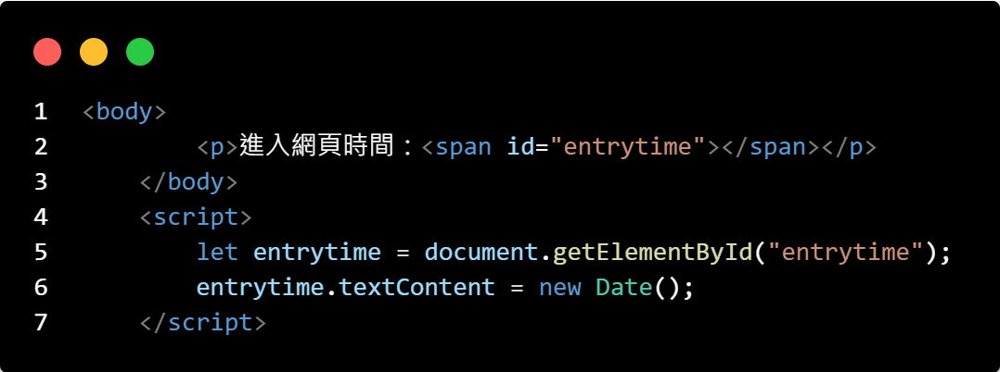 1 <body>
2 <p>進入網頁時間：<span id="entrytime"></span></p>
3 </body>
4 <script>
5 let entrytime = document.getElementById("entrytime");
6 entrytime.textContent = new Date();
7 </script>